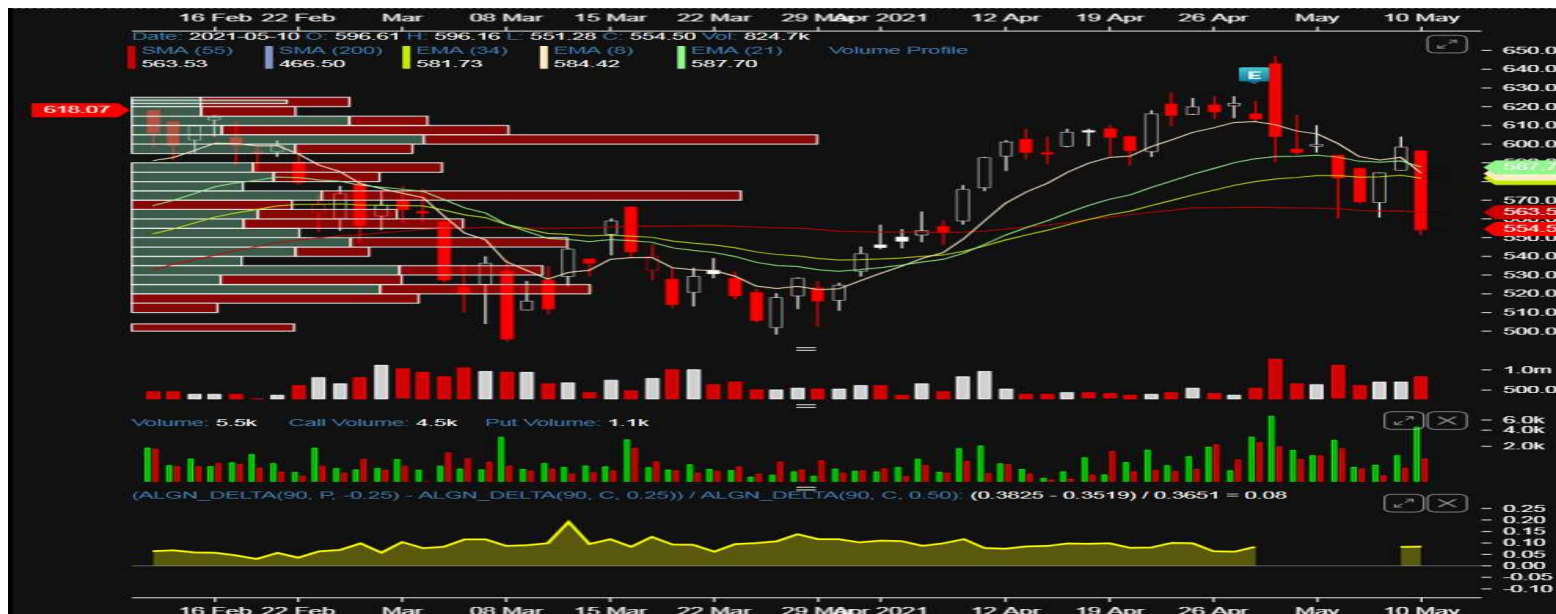 16 Feb 22 Feb Mar 08 Mar 15 Mar 22 Mar 29 Mar Apr 2021 12 Apr 19 Apr 26 Apr May 10 May
Date: 2021-05-10 O: 596.61 H: 596.16 L: 551.28 C: 554.50 Vol: 824.7k
SMA (55) SMA (200) EMA (34) EMA (8) EMA (21) Volume Profile
563.53 466.50 581.73 584.42 587.70
650.0
640.0
630.0
E
620.0
618.07
610.0
600.0
587.7
570.0
563.5
554.5
550.0
540.0
530.0
520.0
510.0
500.0
1.0m
500.0
Volume: 5.5k Call Volume: 4.5k Put Volume: 1.1k
6.0k
4.0k
2.0k
(ALGN_DELTA(90, P, -0.25) - ALGN_DELTA(90, C, 0.25)) / ALGN_DELTA(90, C, 0.50): (0.3825 - 0.3519) / 0.3651 = 0.08
0.25
0.20
0.15
0.10
0.05
0.00
-0.05
-0.10
16 Feb 22 Feb Mar 08 Mar 15 Mar 22 Mar 29 Mar Apr 2021 12 Apr 19 Apr 26 Apr May 10 May